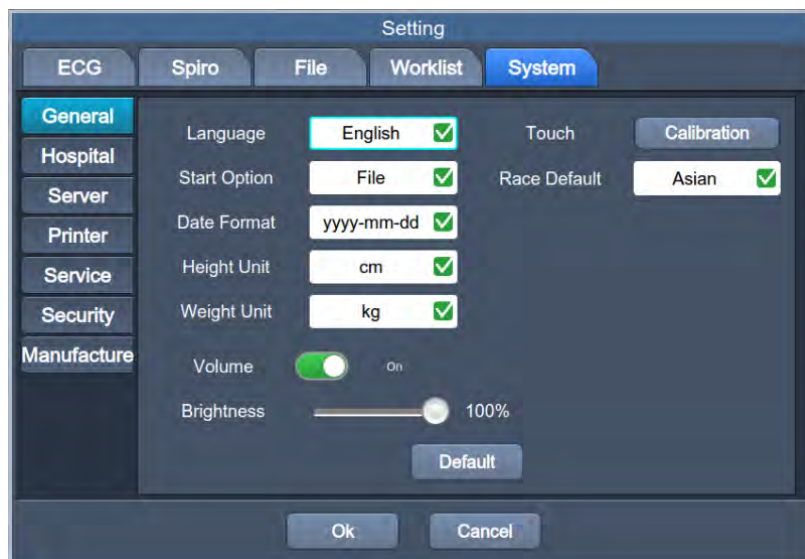 Setting
ECG Spiro File Worklist System
General
Hospital
Server
Printer
Service
Security
Manufacture
Language English Touch Calibration
Start Option File Race Default Asian
Date Format yyyy-mm-dd
Height Unit cm
Weight Unit kg
Volume On
Brightness 100%
Default
Ok Cancel